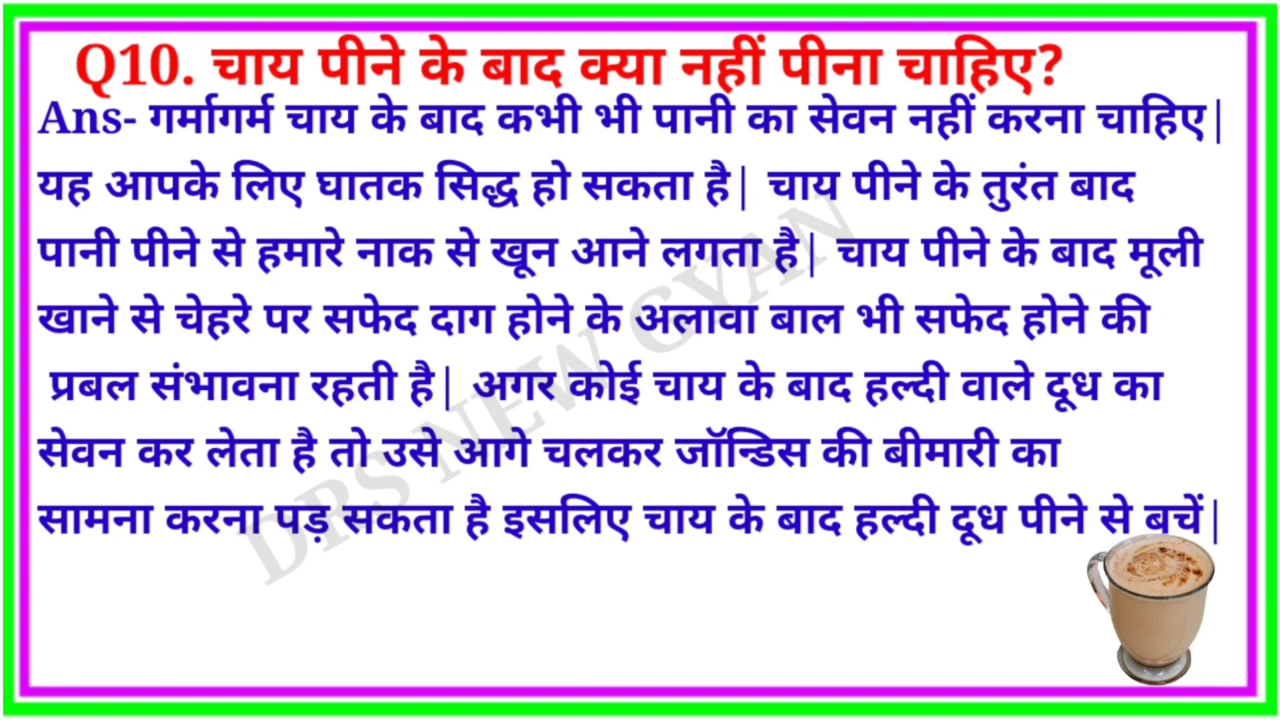 Q10. चाय पीने के बाद क्या नहीं पीना चाहिए?
Ans- गर्मागर्म चाय के बाद कभी भी पानी का सेवन नहीं करना चाहिए|
यह आपके लिए घातक सिद्ध हो सकता है| चाय पीने के तुरंत बाद
पानी पीने से हमारे नाक से खून आने लगता है| चाय पीने के बाद मूली
खाने से चेहरे पर सफेद दाग होने के अलावा बाल भी सफेद होने की
प्रबल संभावना रहती है| अगर कोई चाय के बाद हल्दी वाले दूध का
सेवन कर लेता है तो उसे आगे चलकर जॉन्डिस की बीमारी का
सामना करना पड़ सकता है इसलिए चाय के बाद हल्दी दूध पीने से बचें|
DRS NEW GYAN